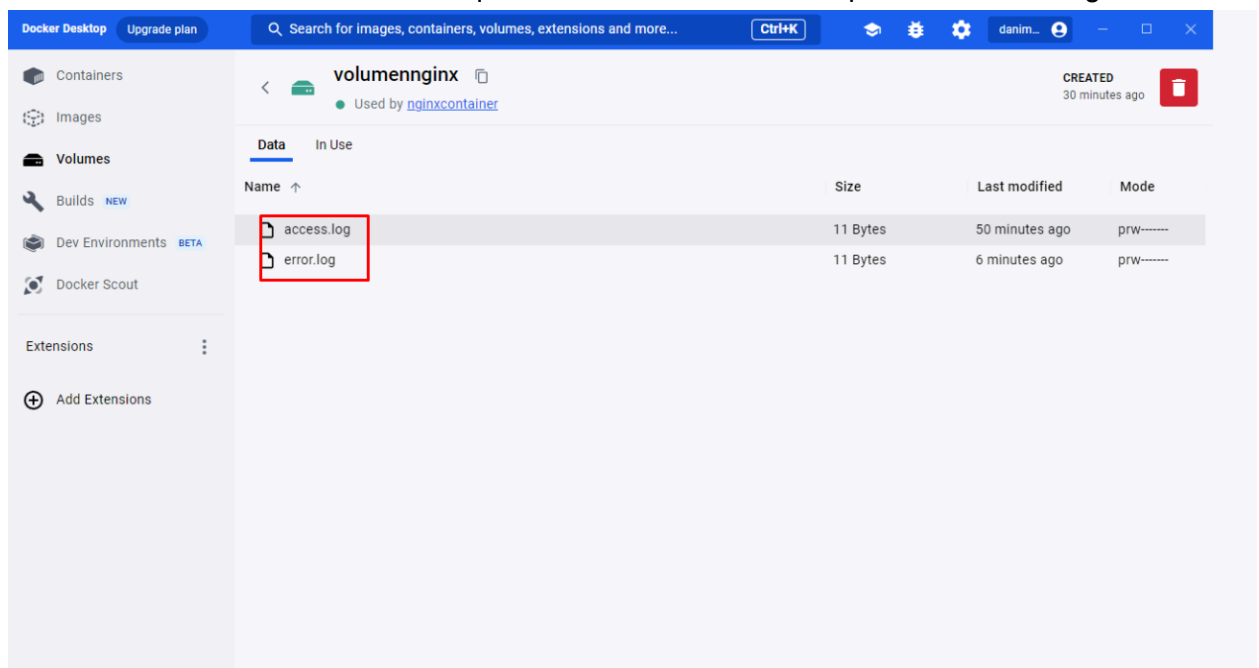 Docker Desktop Upgrade plan Search for images, containers, volumes, extensions and more... Ctrl+K danim...
Containers
Images
Volumes
Builds NEW
Dev Environments BETA
Docker Scout
Extensions
Add Extensions
volumennginx
Used by nginxcontainer
CREATED
30 minutes ago
Data In Use
Name Size Last modified Mode
access.log 11 Bytes 50 minutes ago prw-------
error.log 11 Bytes 6 minutes ago prw-------